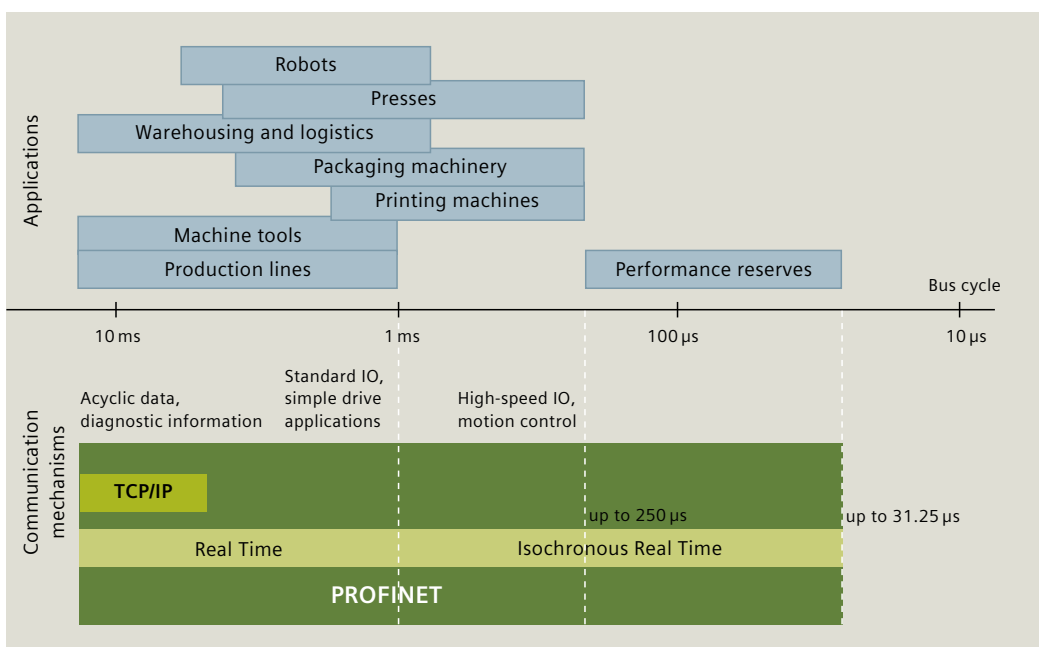 Applications
Robots
Presses
Warehousing and logistics
Packaging machinery
Printing machines
Machine tools
Production lines
Performance reserves
Bus cycle
10 ms
1 ms
100 µs
10 µs
Communication
mechanisms
Acyclic data,
diagnostic information
Standard IO,
simple drive
applications
High-speed IO,
motion control
TCP/IP
up to 250 µs
up to 31.25 µs
Real Time
Isochronous Real Time
PROFINET